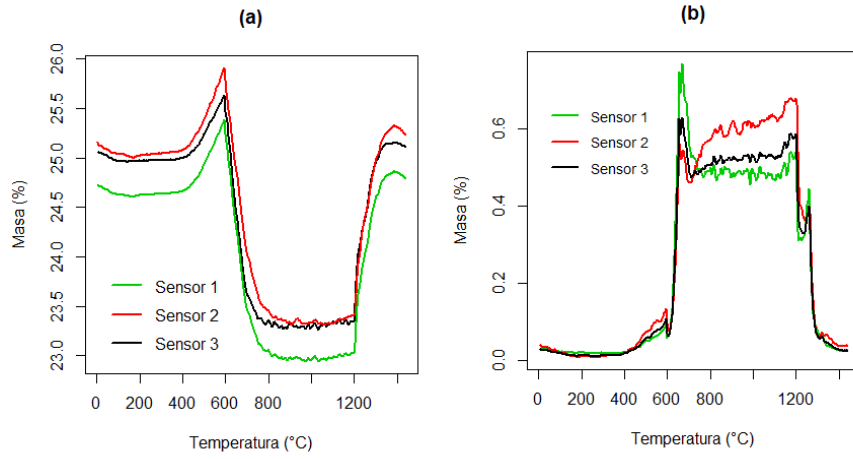 (a)
26.0
25.5
25.0
24.5
24.0
23.5
23.0
Masa (%)
Sensor 1
Sensor 2
Sensor 3
0 200 400 600 800 1200
Temperatura (°C)
(b)
0.6
0.4
0.2
0.0
Masa (%)
Sensor 1
Sensor 2
Sensor 3
0 200 400 600 800 1200
Temperatura (°C)